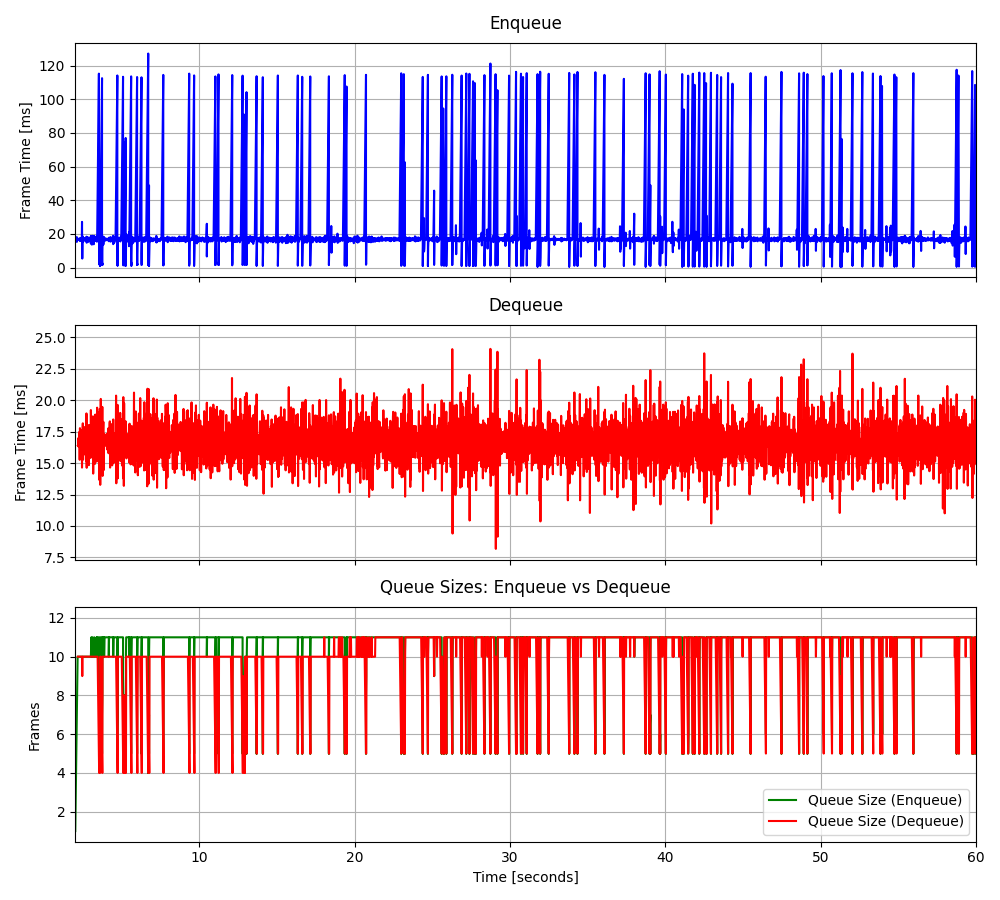 Enqueue
Frame Time [ms]
120
100
80
60
40
20
0
Dequeue
Frame Time [ms]
25.0
22.5
20.0
17.5
15.0
12.5
10.0
7.5
Queue Sizes: Enqueue vs Dequeue
Frames
12
10
8
6
4
2
Queue Size (Enqueue)
Queue Size (Dequeue)
10 20 30 40 50 60
Time [seconds]